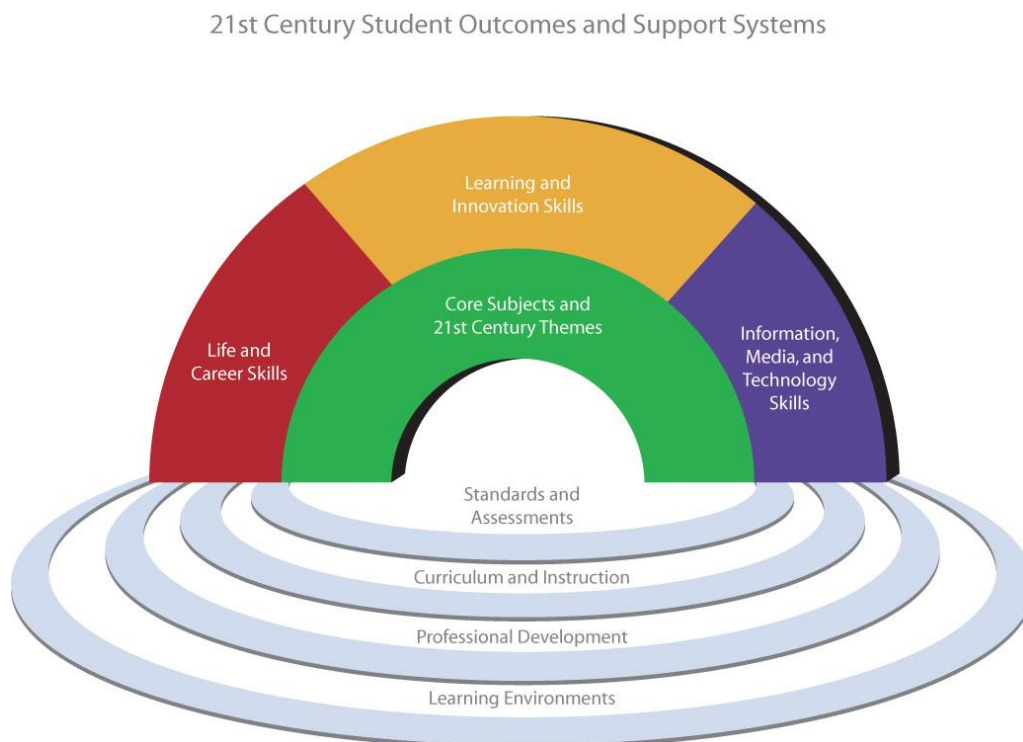 21st Century Student Outcomes and Support Systems
Learning and
Innovation Skills
Core Subjects and
21st Century Themes
Life and
Career Skills
Information,
Media, and
Technology
Skills
Standards and
Assessments
Curriculum and Instruction
Professional Development
Learning Environments